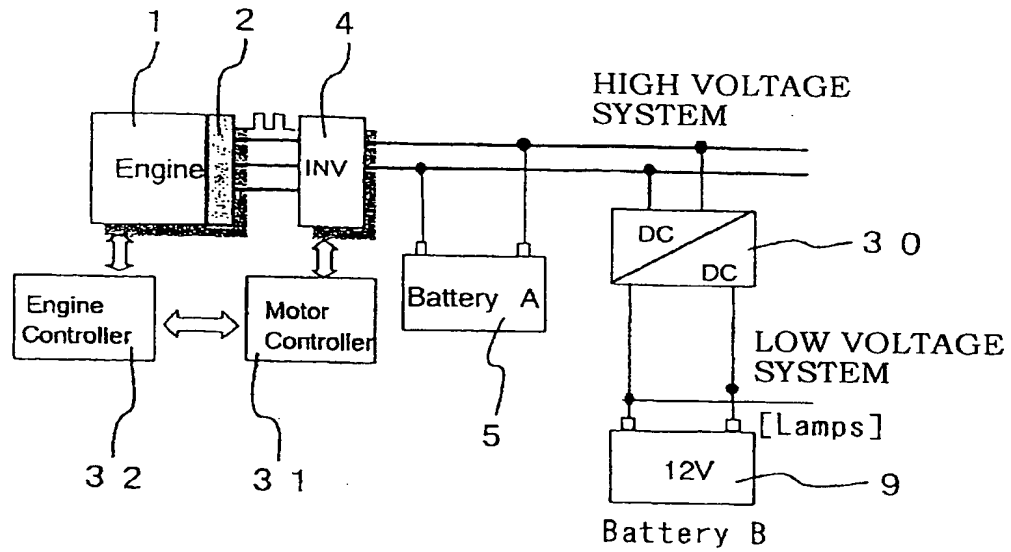 1
2
4
HIGH VOLTAGE
SYSTEM
Engine
INV
DC
DC
3 0
Engine
Controller
Motor
Controller
Battery A
LOW VOLTAGE
SYSTEM
5
[Lamps]
3 2
3 1
12V
9
Battery B